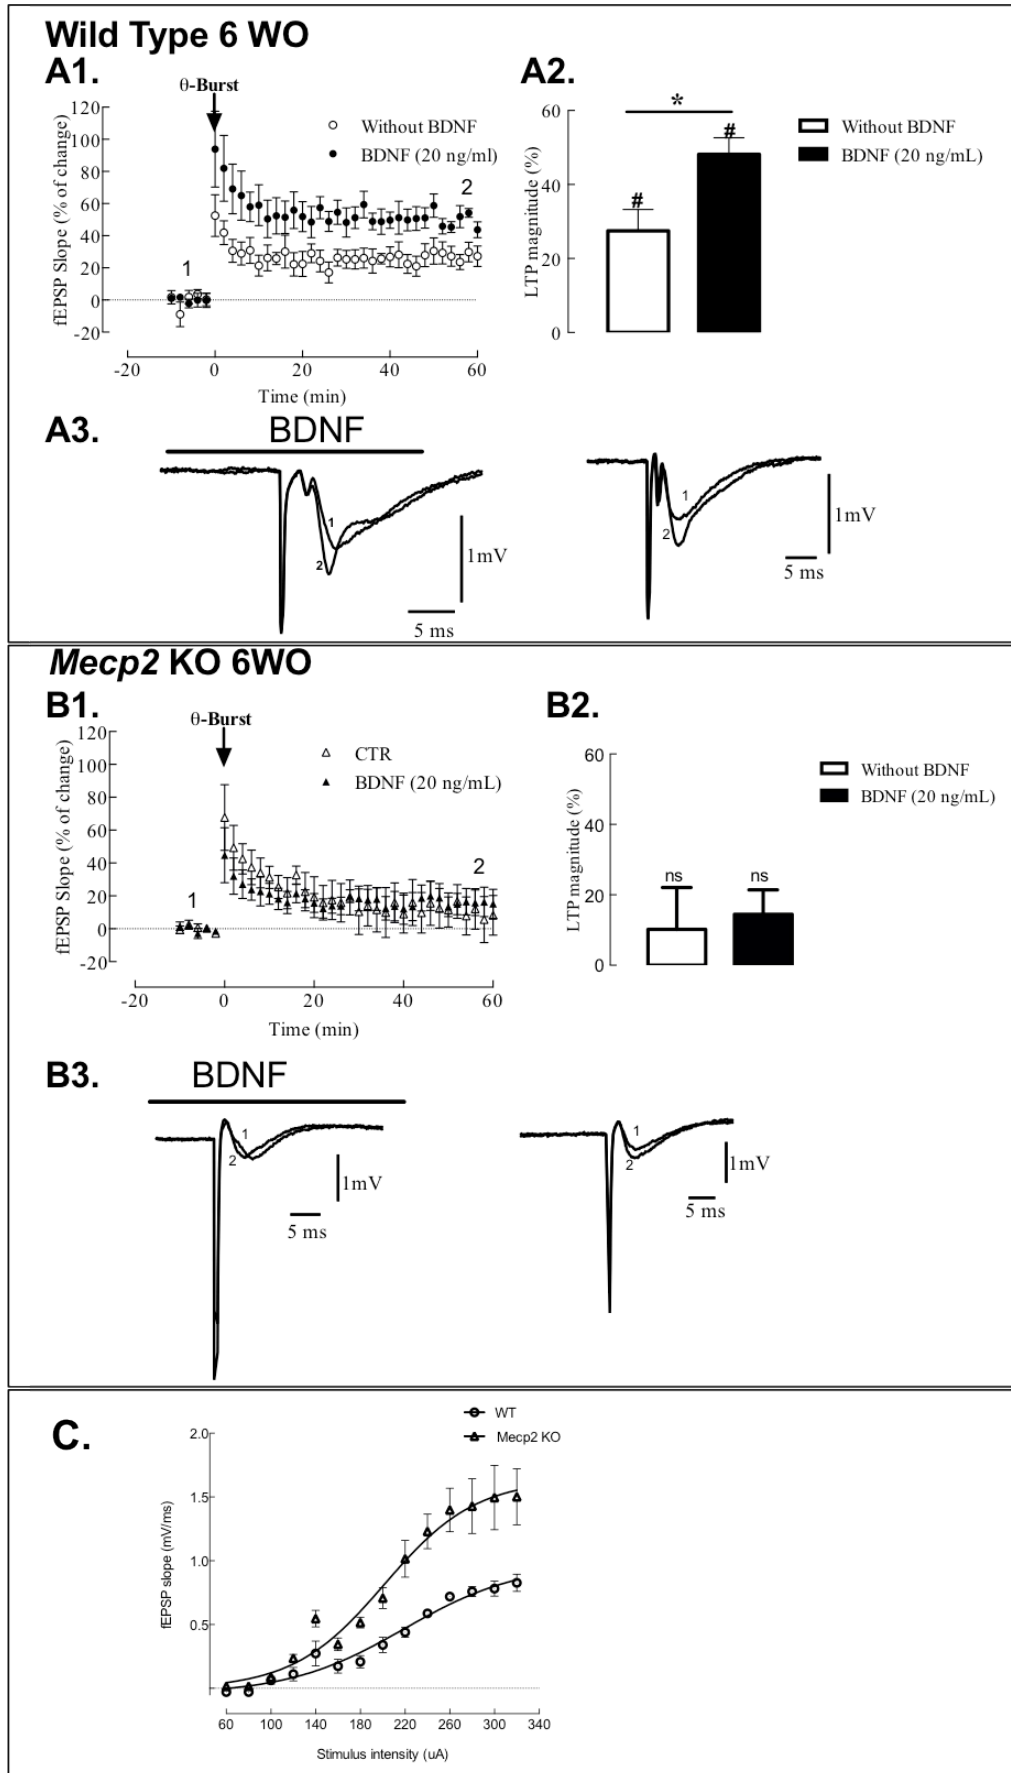 Wild Type 6 WO
A1.
θ-Burst
fEPSP Slope (% of change)
120
100
80
60
40
20
0
-20
Without BDNF
BDNF (20 ng/ml)
1
2
-20
0
20
40
60
Time (min)
A2.
LTP magnitude (%)
60
40
20
0
*
#
#
Without BDNF
BDNF (20 ng/mL)
A3.
BDNF
1
2
1mV
5 ms
1
2
1mV
5 ms
Mecp2 KO 6WO
B1.
θ-Burst
fEPSP Slope (% of change)
120
100
80
60
40
20
0
-20
CTR
BDNF (20 ng/mL)
1
2
-20
0
20
40
60
Time (min)
B2.
LTP magnitude (%)
60
40
20
0
ns
ns
Without BDNF
BDNF (20 ng/mL)
B3.
BDNF
1
2
1mV
5 ms
1
2
1mV
5 ms
C.
WT
Mecp2 KO
fEPSP slope (mV/ms)
2.0
1.5
1.0
0.5
60
100
140
180
220
260
300
340
Stimulus intensity (uA)